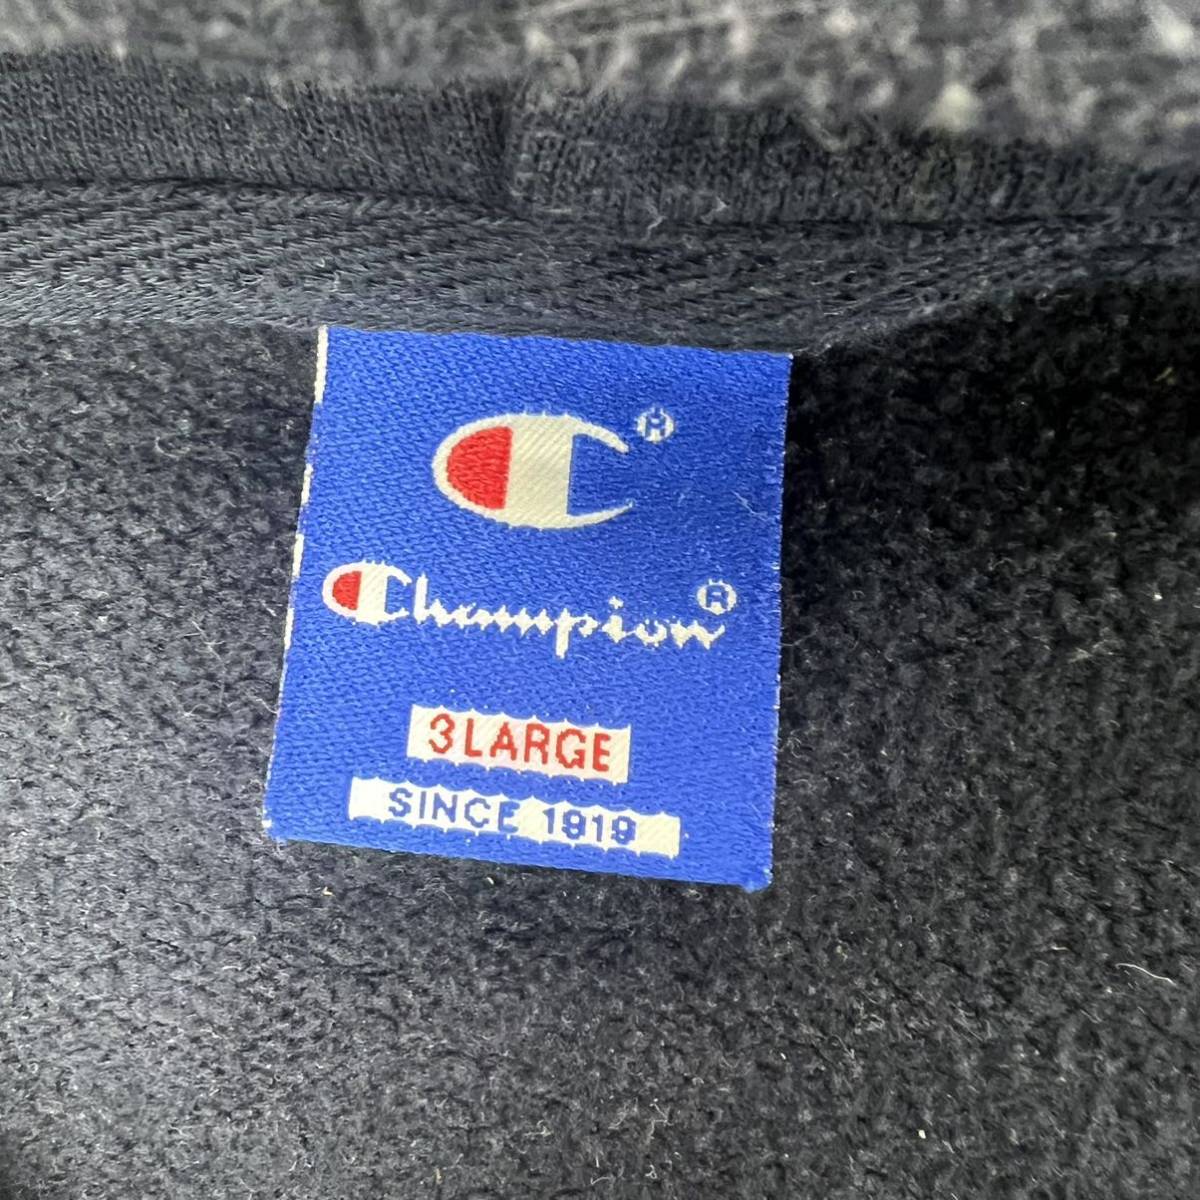 C®
Champion®
3LARGE
SINCE 1919